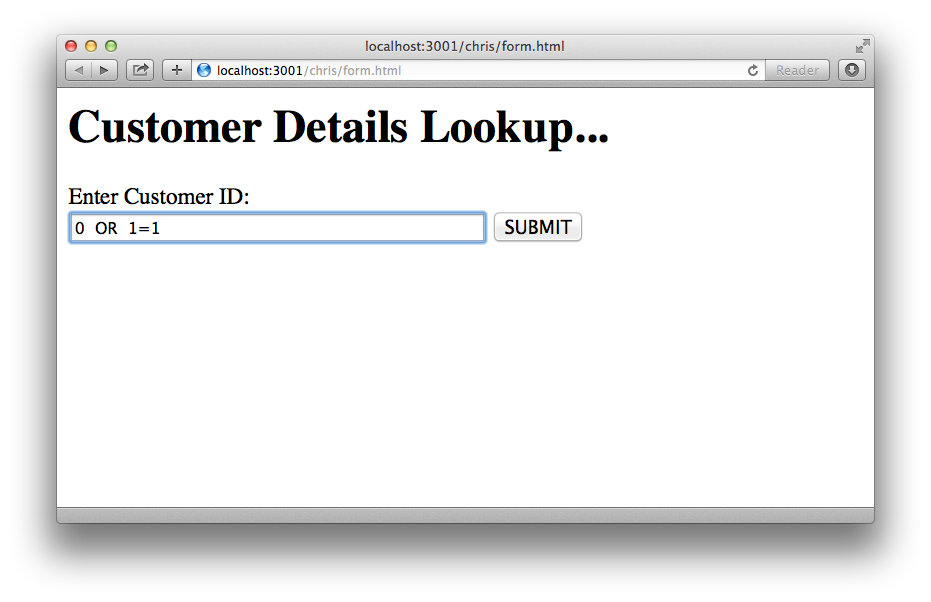 localhost:3001/chris/form.html
localhost:3001/chris/form.html Reader
Customer Details Lookup...
Enter Customer ID:
0 OR 1=1 SUBMIT